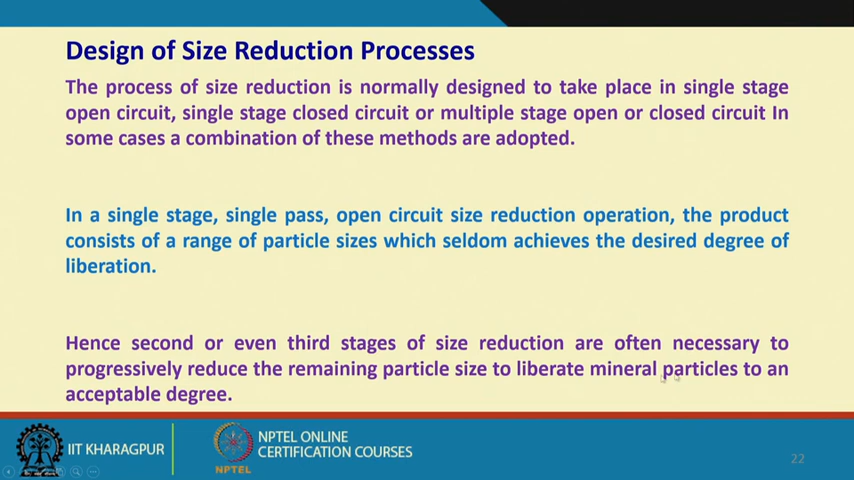 Design of Size Reduction Processes
The process of size reduction is normally designed to take place in single stage
open circuit, single stage closed circuit or multiple stage open or closed circuit In
some cases a combination of these methods are adopted.
In a single stage, single pass, open circuit size reduction operation, the product
consists of a range of particle sizes which seldom achieves the desired degree of
liberation.
Hence second or even third stages of size reduction are often necessary to
progressively reduce the remaining particle size to liberate mineral particles to an
acceptable degree.
IIT KHARAGPUR
NPTEL
NPTEL ONLINE
CERTIFICATION COURSES
22